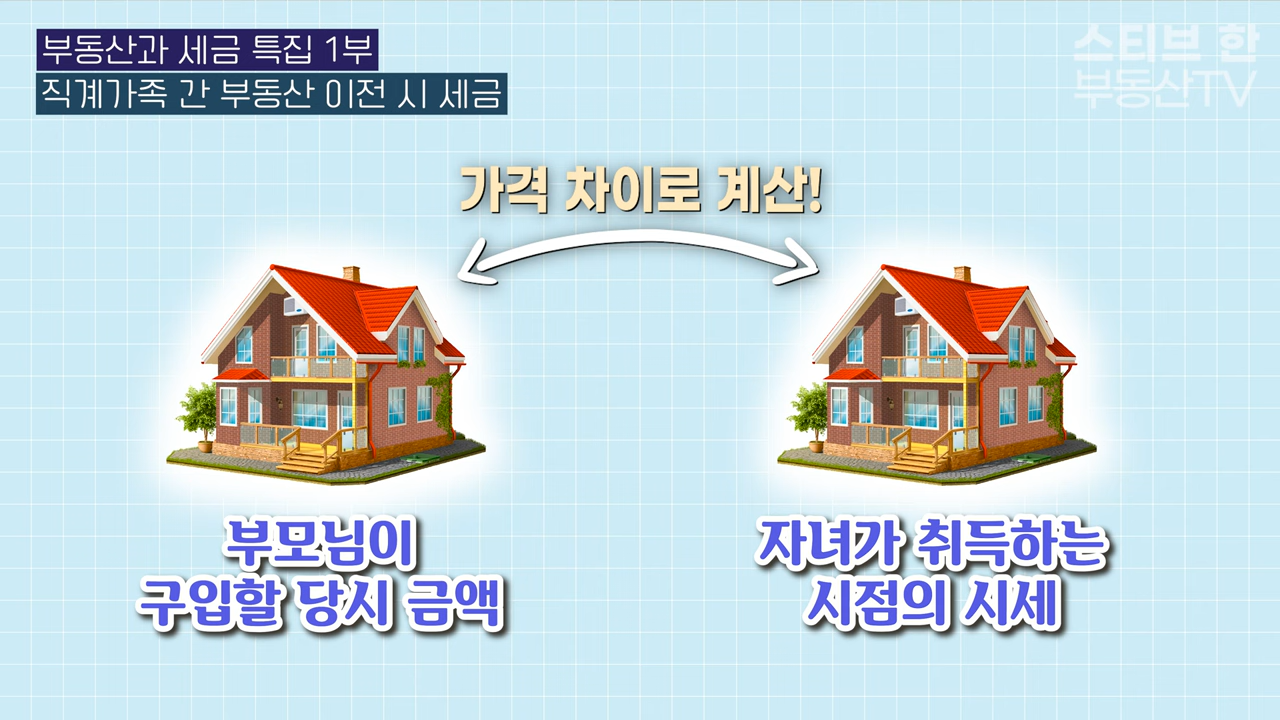 부동산과 세금 특집 1부
직계가족 간 부동산 이전 시 세금
스티브 한
부동산TV
가격 차이로 계산!
부모님이
구입할 당시 금액
자녀가 취득하는
시점의 시세